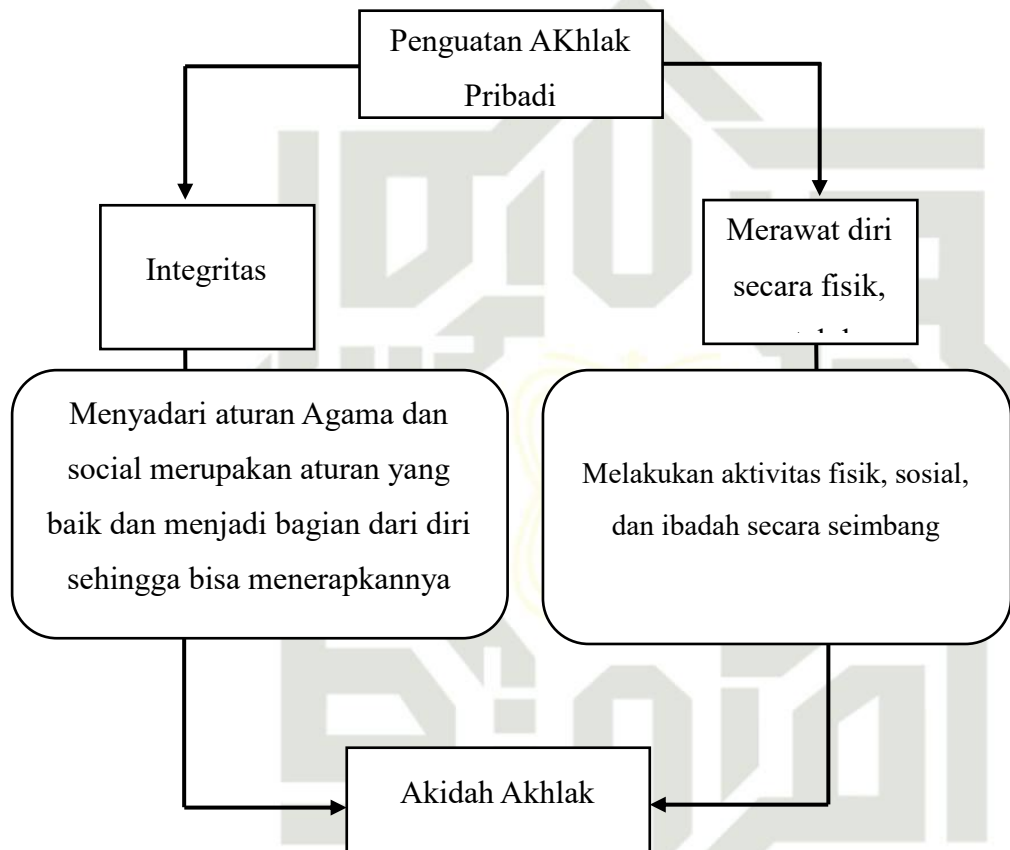 Penguatan AKhlak
Pribadi
Integritas
Merawat diri
secara fisik,
Menyadari aturan Agama dan
social merupakan aturan yang
baik dan menjadi bagian dari diri
sehingga bisa menerapkannya
Melakukan aktivitas fisik, sosial,
dan ibadah secara seimbang
Akidah Akhlak